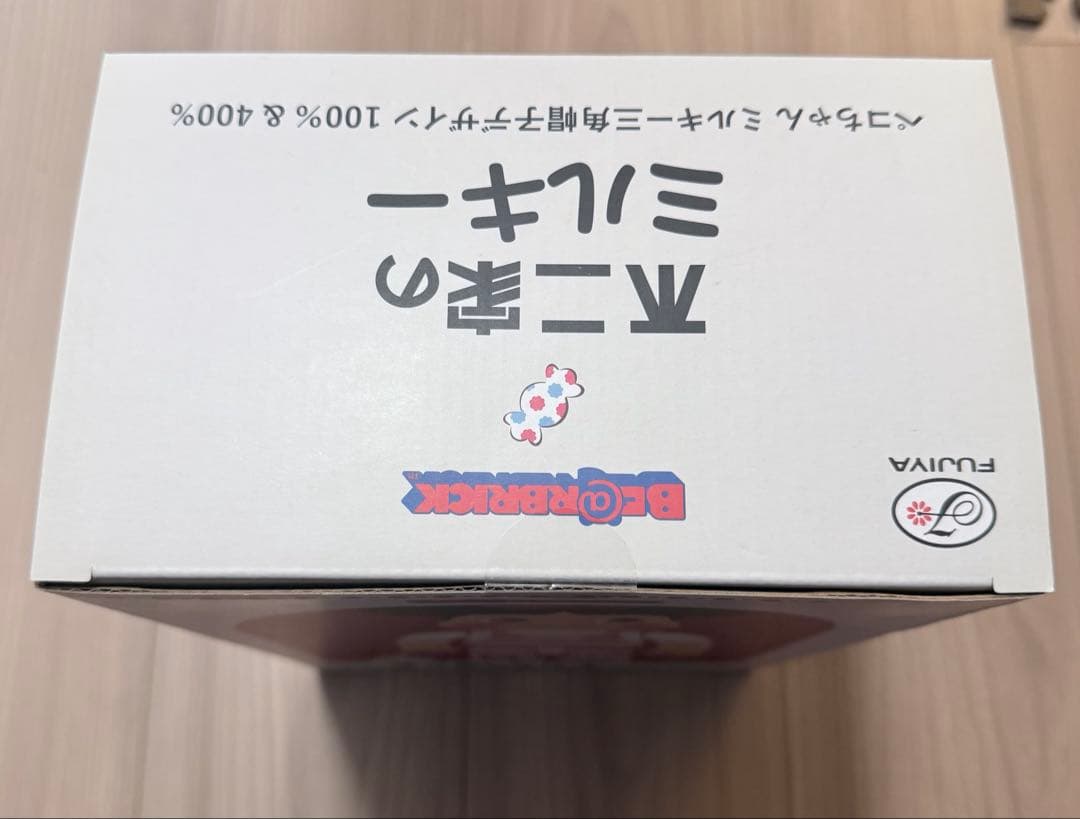 FUJIYA
BE@RBRICK
TM
不二家の
ミルキー
ペコちゃん ミルキー三角帽子デザイン 100% & 400%